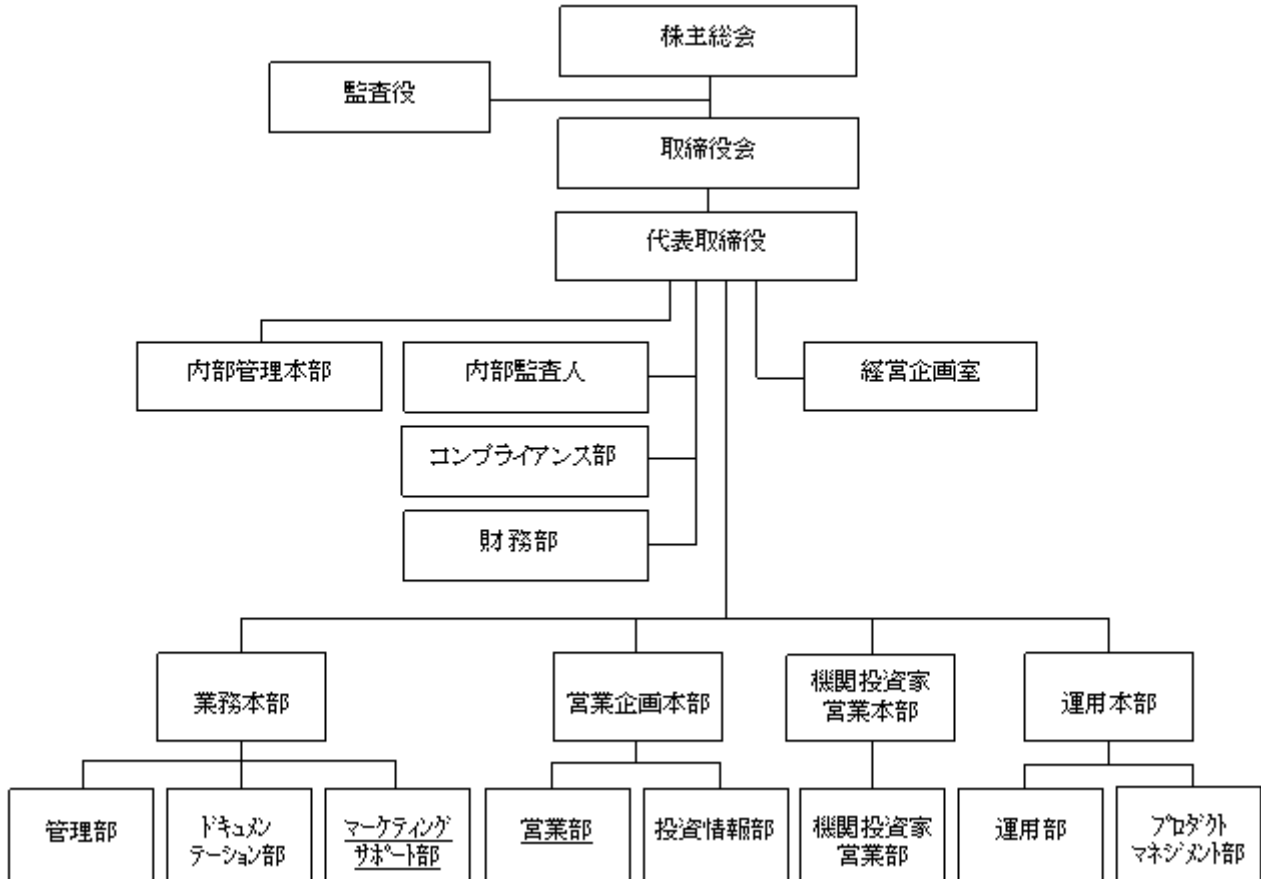 株主総会
監査役
取締役会
代表取締役
内部管理本部
内部監査人
経営企画室
コンプライアンス部
財務部
業務本部
営業企画本部
機関投資家
営業本部
運用本部
管理部
ドキュメン
テーション部
マーケティング
サポート部
営業部
投資情報部
機関投資家
営業部
運用部
プロダクト
マネジメント部